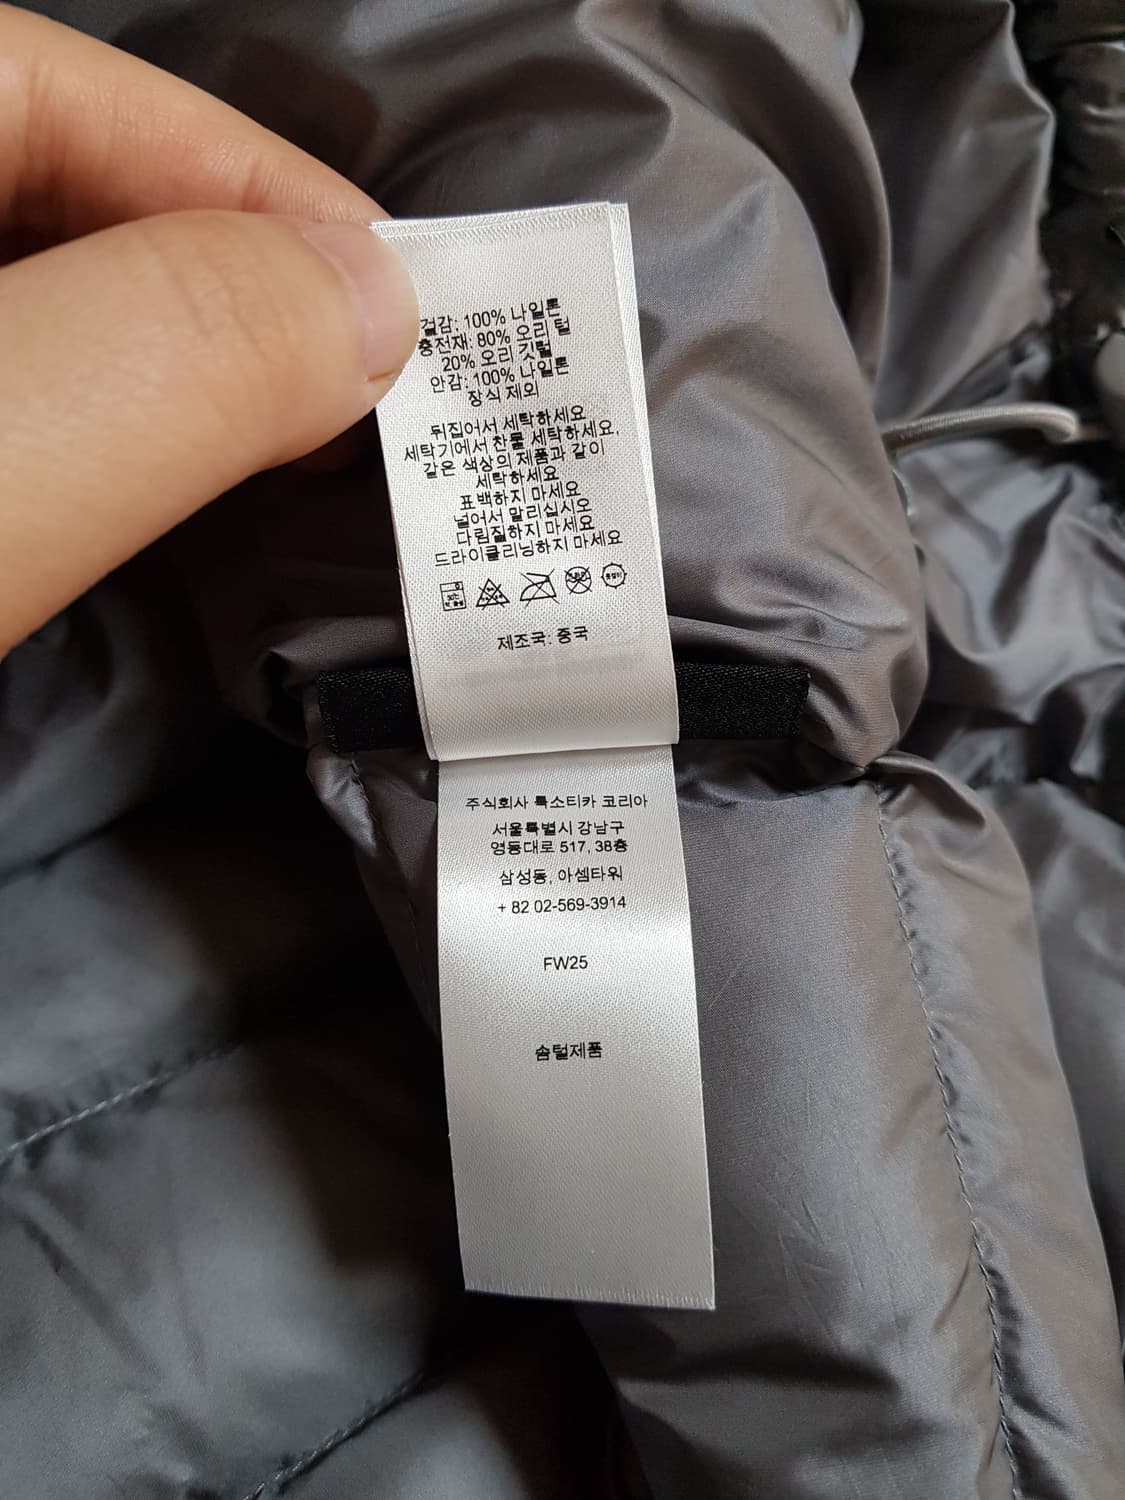 겉감: 100% 나일론
충전재: 80% 오리 털
20% 오리 깃털
안감: 100% 나일론
장식 제외
뒤집어서 세탁하세요
세탁기에서 찬물 세탁하세요,
같은 색상의 제품과 같이
세탁하세요
표백하지 마세요
널어서 말리십시오
다림질하지 마세요
드라이클리닝하지 마세요
제조국: 중국
주식회사 룩소티카 코리아
서울특별시 강남구
영동대로 517, 38층
삼성동, 아셈타워
+ 82 02-569-3914
FW25
솜털제품